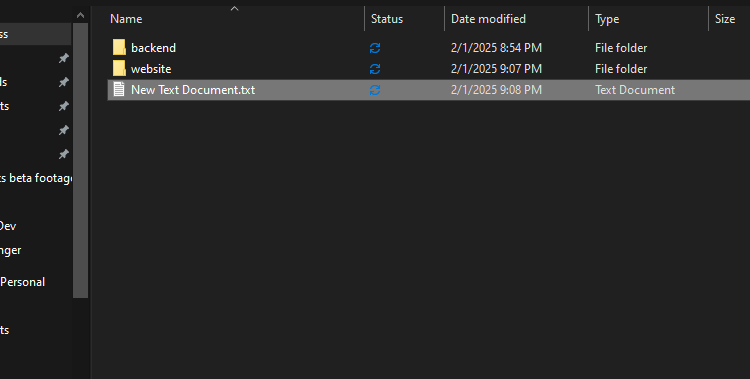 Name Status Date modified Type Size
ss
backend 2/1/2025 8:54 PM File folder
website 2/1/2025 9:07 PM File folder
New Text Document.txt 2/1/2025 9:08 PM Text Document
ls
ts
ts beta footage
Dev
nger
Personal
ts